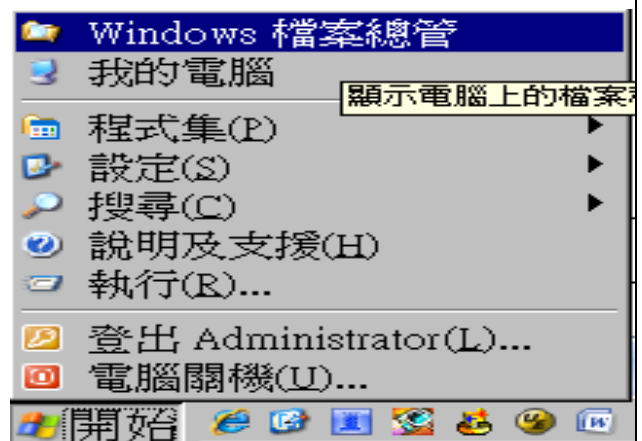 Windows 檔案總管
我的電腦
顯示電腦上的檔案
程式集(P)
設定(S)
搜尋(C)
說明及支援(H)
執行(R)...
登出 Administrator(L)...
電腦關機(U)...
開始